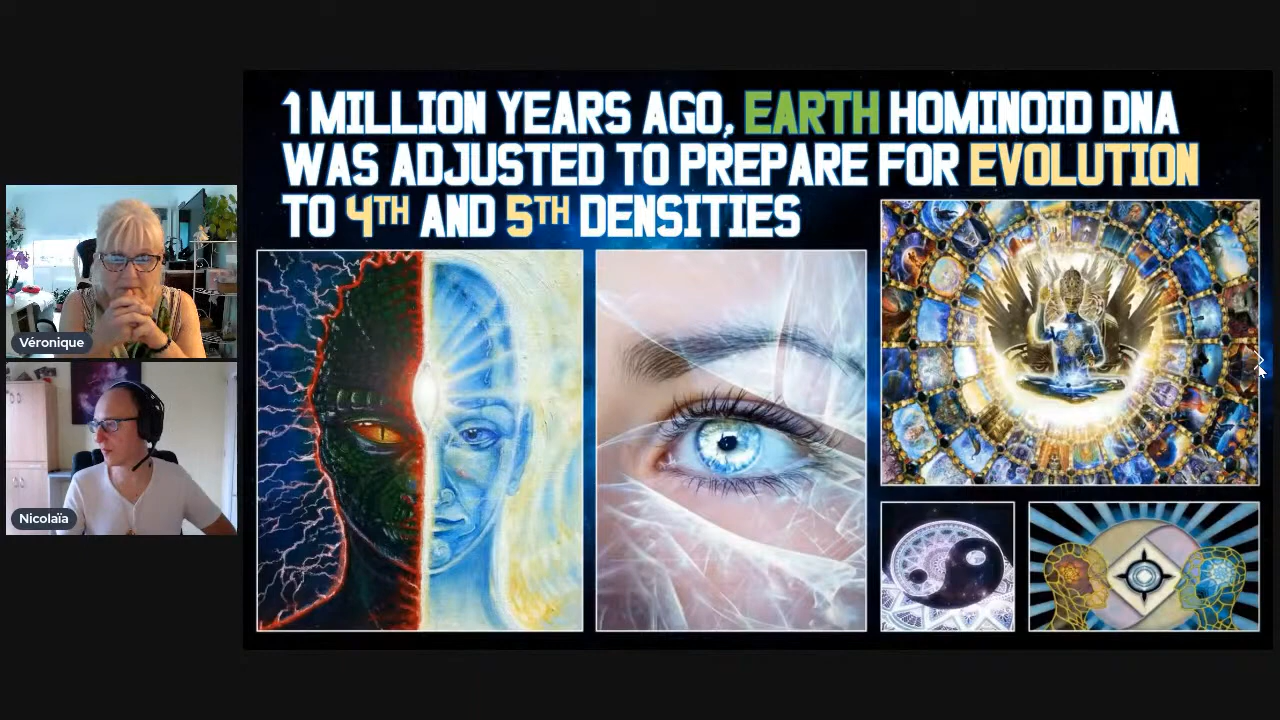 1 MILLION YEARS AGO, EARTH HOMINOID DNA
WAS ADJUSTED TO PREPARE FOR EVOLUTION
TO 4TH AND 5TH DENSITIES
Véronique
Nicolaïa